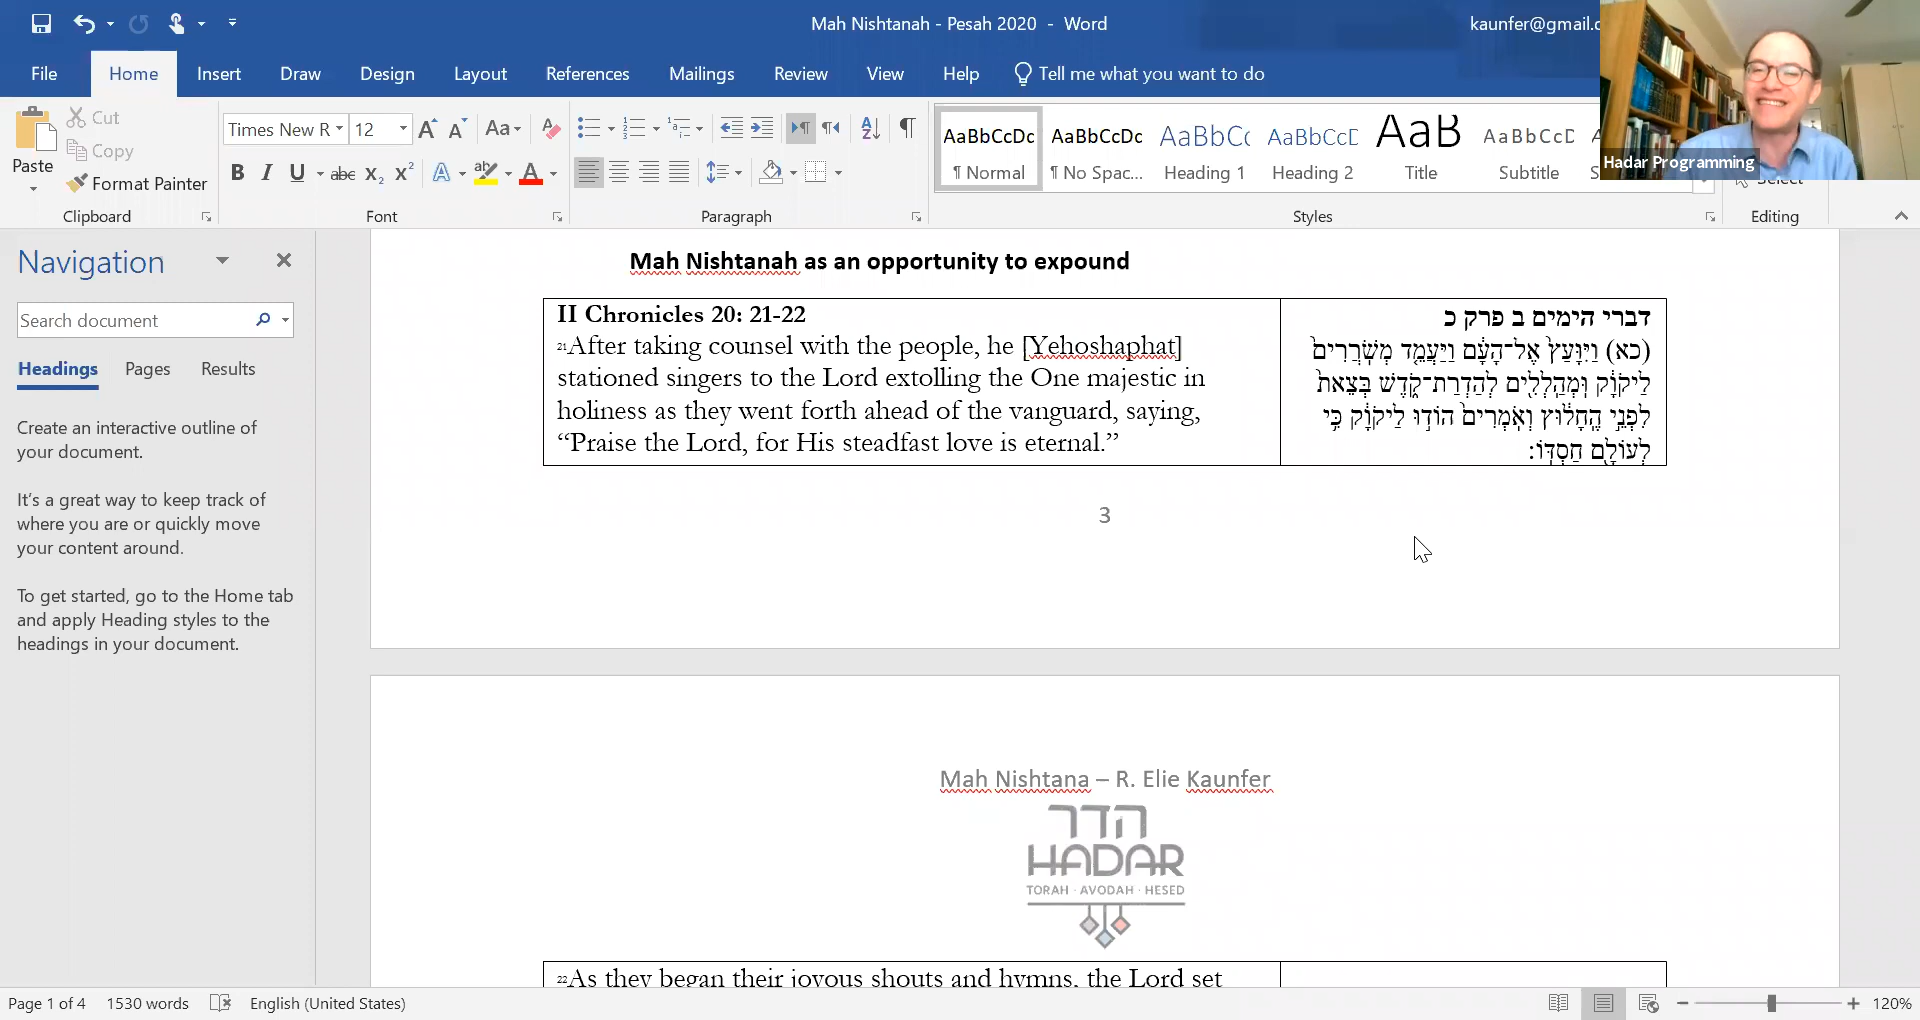 Mah Nishtanah - Pesah 2020 - Word
kaunfer@gmail.c
File Home Insert Draw Design Layout References Mailings Review View Help Tell me what you want to do
Paste
Cut
Copy
Format Painter
Clipboard
Times New R 12
Font
Paragraph
AaBbCcDc ¶ Normal
AaBbCcDc ¶ No Spac...
AaBbC Heading 1
AaBbCcD Heading 2
AaB Title
AaBbCcD Subtitle
Styles
Select
Editing
Hadar Programming
Navigation
Search document
Headings Pages Results
Create an interactive outline of
your document.
It's a great way to keep track of
where you are or quickly move
your content around.
To get started, go to the Home tab
and apply Heading styles to the
headings in your document.
Mah Nishtanah as an opportunity to expound
II Chronicles 20: 21-22
21After taking counsel with the people, he [Yehoshaphat]
stationed singers to the Lord extolling the One majestic in
holiness as they went forth ahead of the vanguard, saying,
“Praise the Lord, for His steadfast love is eternal.”
דברי הימים ב פרק כ
(כא) וַיִּוָּעַץ֙ אֶל־הָעָ֔ם וַיַּעֲמֵ֤ד מְשֹֽׁרֲרִים֙
לַיקֹוָ֔ק וּֽמְהַֽלְלִ֖ים לְהַדְרַת־קֹ֑דֶשׁ בְּצֵאת֙
לִפְנֵ֣י הֶֽחָל֔וּץ וְאֹֽמְרִים֙ הוֹד֣וּ לַיקֹוָ֔ק כִּ֥י
לְעוֹלָ֖ם חַסְדּֽוֹ:
3
Mah Nishtana – R. Elie Kaunfer
הדר
HADAR
TORAH · AVODAH · HESED
22As they began their joyous shouts and hymns, the Lord set
Page 1 of 4 1530 words English (United States) 120%